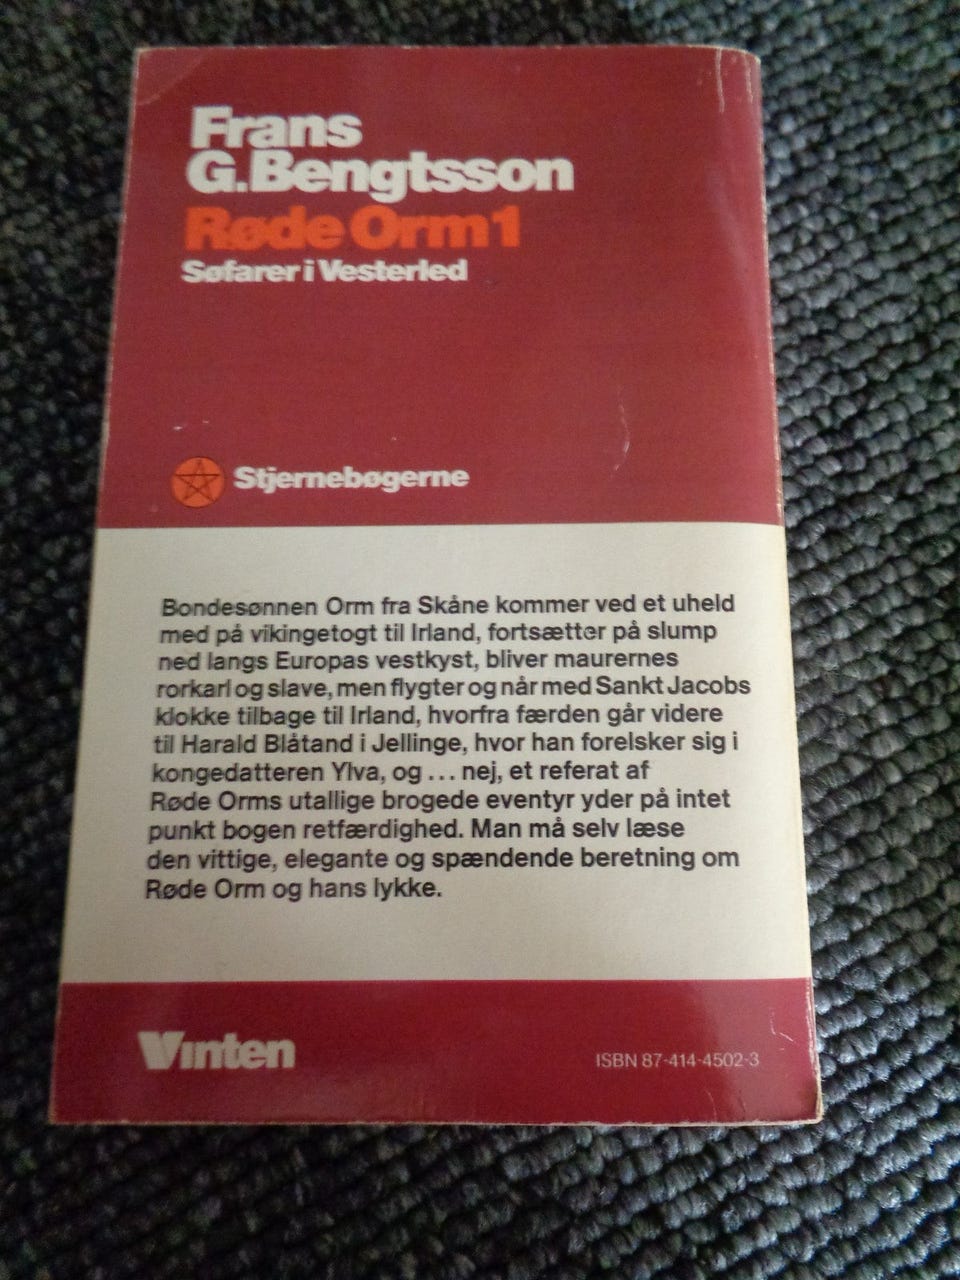 Frans
G.Bengtsson
Røde Orm 1
Søfarer i Vesterled
Stjernebøgerne
Bondesønnen Orm fra Skåne kommer ved et uheld
med på vikingetogt til Irland, fortsætter på slump
ned langs Europas vestkyst, bliver maurernes
rorkarl og slave, men flygter og når med Sankt Jacobs
klokke tilbage til Irland, hvorfra færden går videre
til Harald Blåtand i Jellinge, hvor han forelsker sig i
kongedatteren Ylva, og ... nej, et referat af
Røde Orms utallige brogede eventyr yder på intet
punkt bogen retfærdighed. Man må selv læse
den vittige, elegante og spændende beretning om
Røde Orm og hans lykke.
Vinten
ISBN 87-414-4502-3